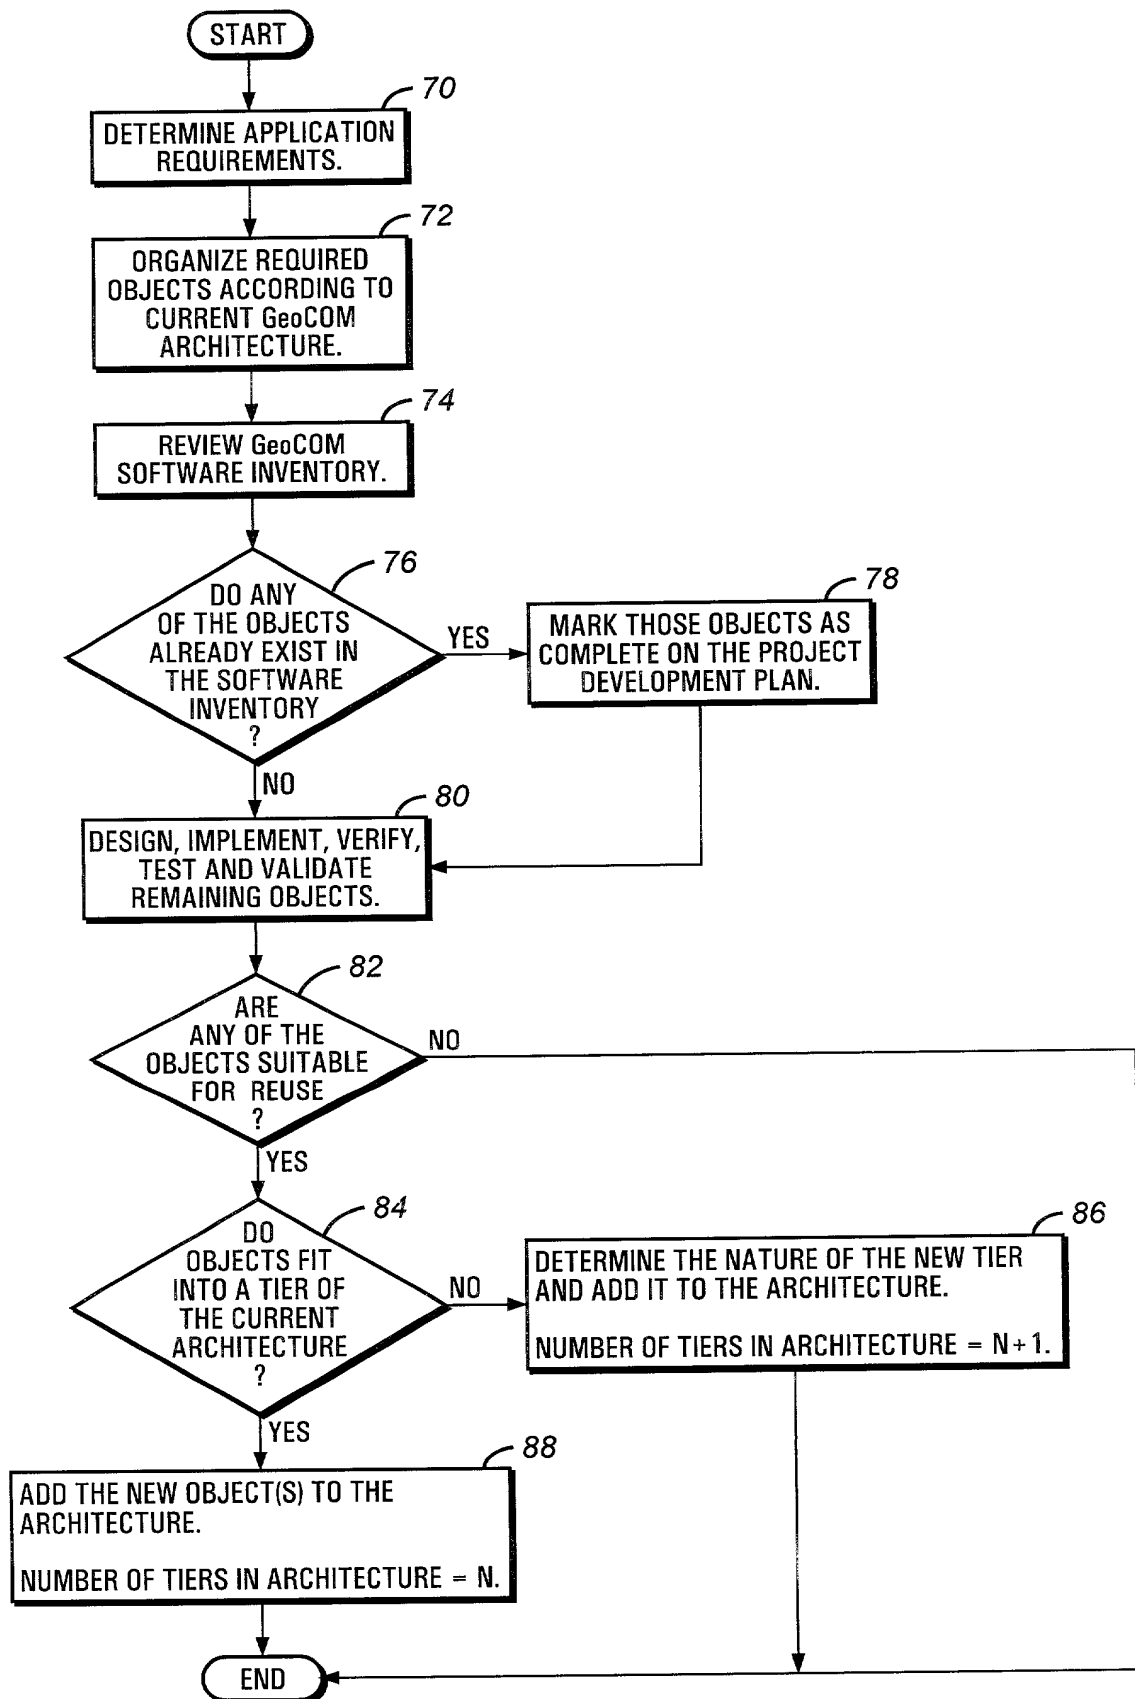 START
70
DETERMINE APPLICATION
REQUIREMENTS.
72
ORGANIZE REQUIRED
OBJECTS ACCORDING TO
CURRENT GeoCOM
ARCHITECTURE.
74
REVIEW GeoCOM
SOFTWARE INVENTORY.
76
DO ANY
OF THE OBJECTS
ALREADY EXIST IN
THE SOFTWARE
INVENTORY
?
YES
78
MARK THOSE OBJECTS AS
COMPLETE ON THE PROJECT
DEVELOPMENT PLAN.
NO
80
DESIGN, IMPLEMENT, VERIFY,
TEST AND VALIDATE
REMAINING OBJECTS.
82
ARE
ANY OF THE
OBJECTS SUITABLE
FOR REUSE
?
NO
YES
84
DO
OBJECTS FIT
INTO A TIER OF
THE CURRENT
ARCHITECTURE
?
NO
86
DETERMINE THE NATURE OF THE NEW TIER
AND ADD IT TO THE ARCHITECTURE.
NUMBER OF TIERS IN ARCHITECTURE = N+1.
YES
88
ADD THE NEW OBJECT(S) TO THE
ARCHITECTURE.
NUMBER OF TIERS IN ARCHITECTURE = N.
END